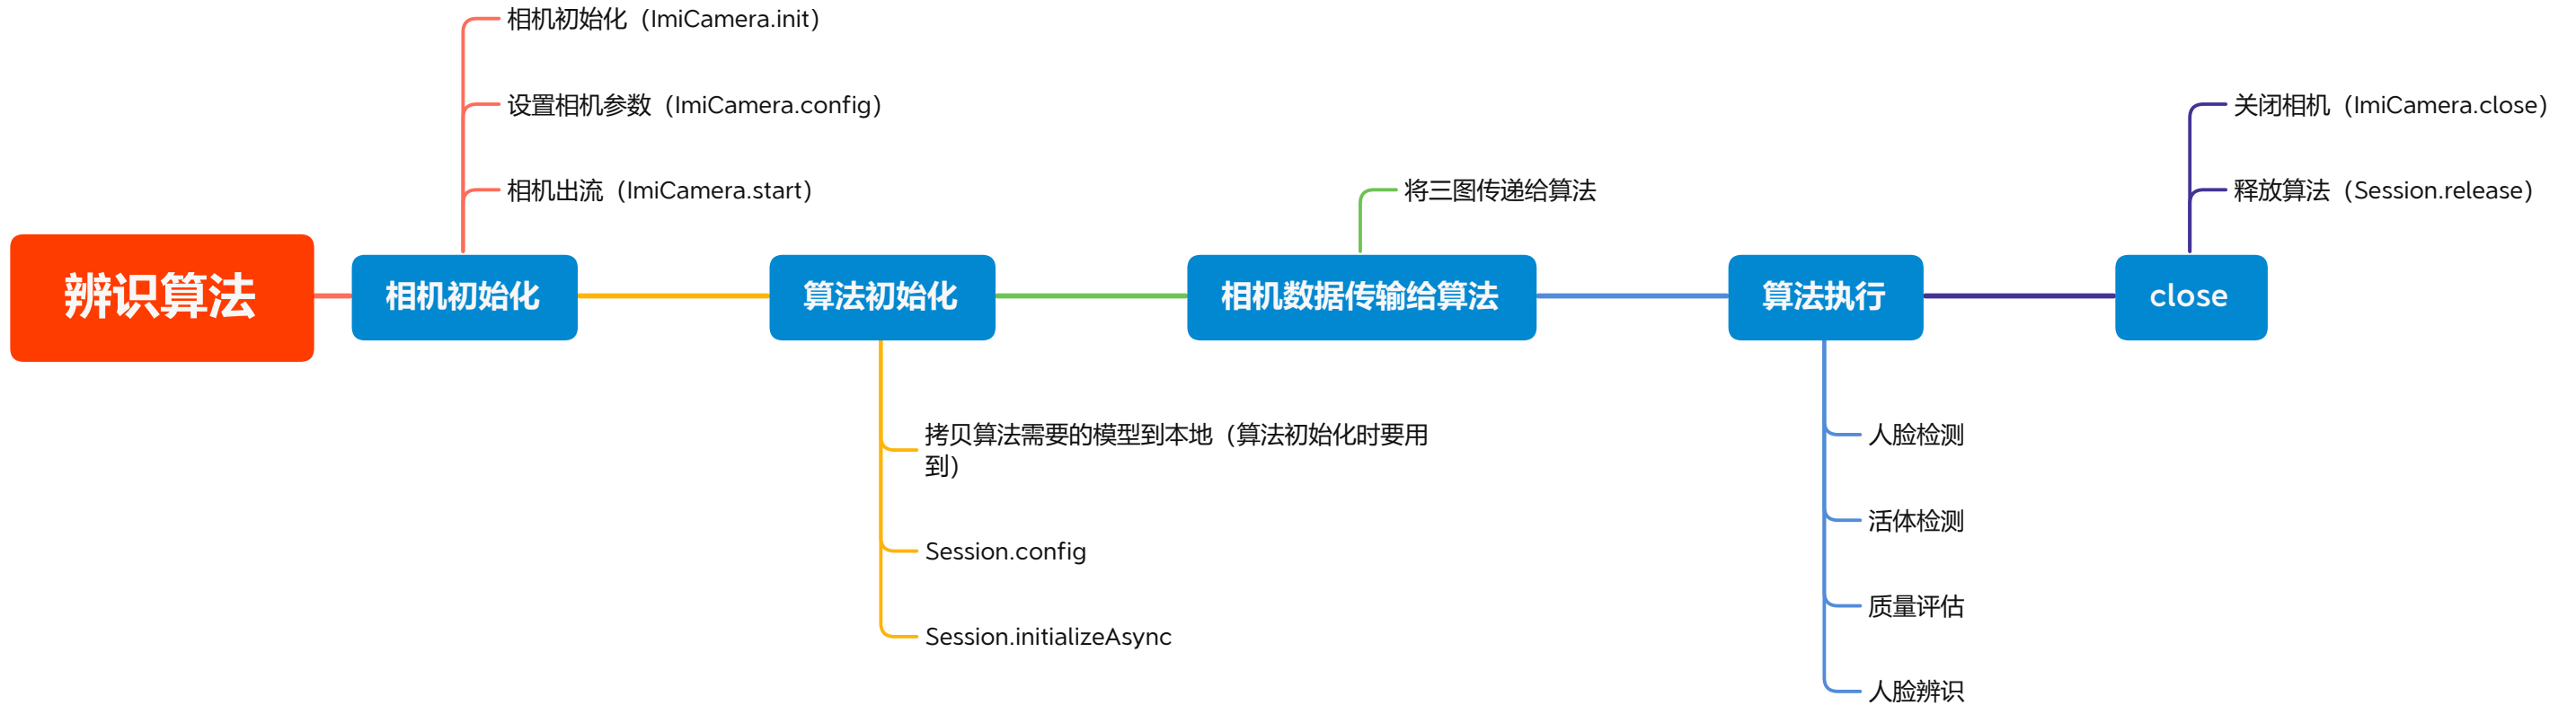 辨识算法
相机初始化
相机初始化（ImiCamera.init）
设置相机参数（ImiCamera.config）
相机出流（ImiCamera.start）
算法初始化
拷贝算法需要的模型到本地（算法初始化时要用
到）
Session.config
Session.initializeAsync
相机数据传输给算法
将三图传递给算法
算法执行
人脸检测
活体检测
质量评估
人脸辨识
close
关闭相机（ImiCamera.close）
释放算法（Session.release）